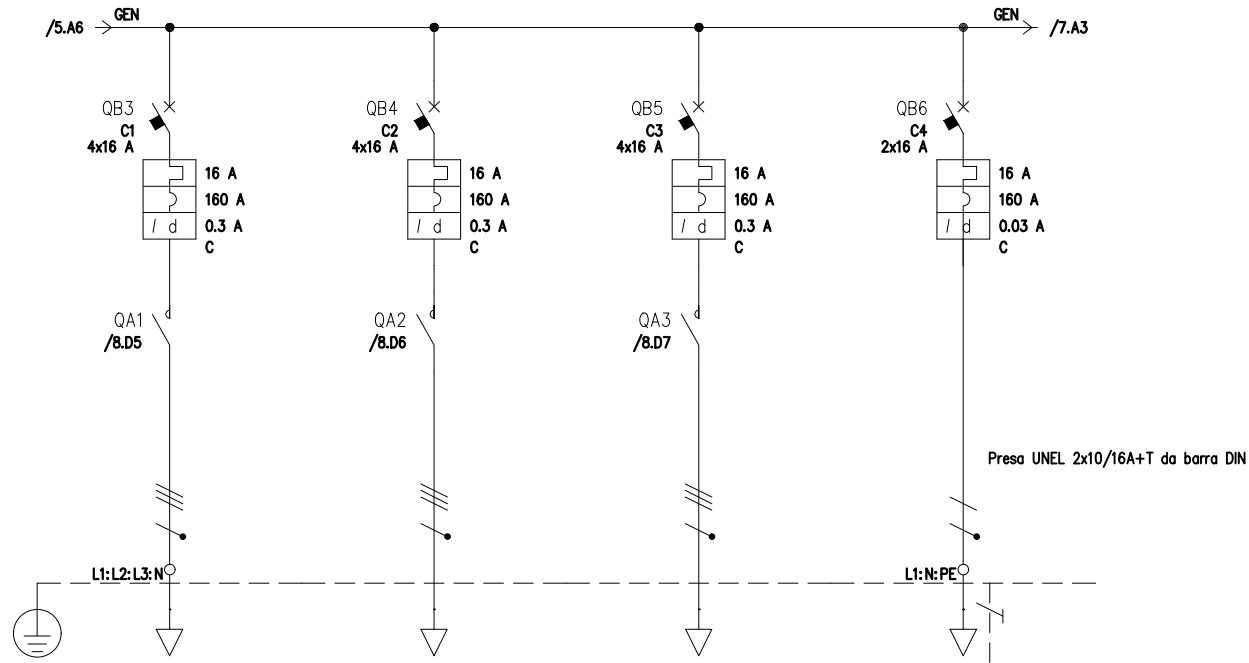 /5.A6
GEN
GEN
/7.A3
QB3
C1
4x16 A
16 A
160 A
I d
0.3 A
C
QB4
C2
4x16 A
16 A
160 A
I d
0.3 A
C
QB5
C3
4x16 A
16 A
160 A
I d
0.3 A
C
QB6
C4
2x16 A
16 A
160 A
I d
0.03 A
C
QA1
/8.D5
QA2
/8.D6
QA3
/8.D7
Presa UNEL 2x10/16A+T da barra DIN
L1:L2:L3:N
L1:N:PE